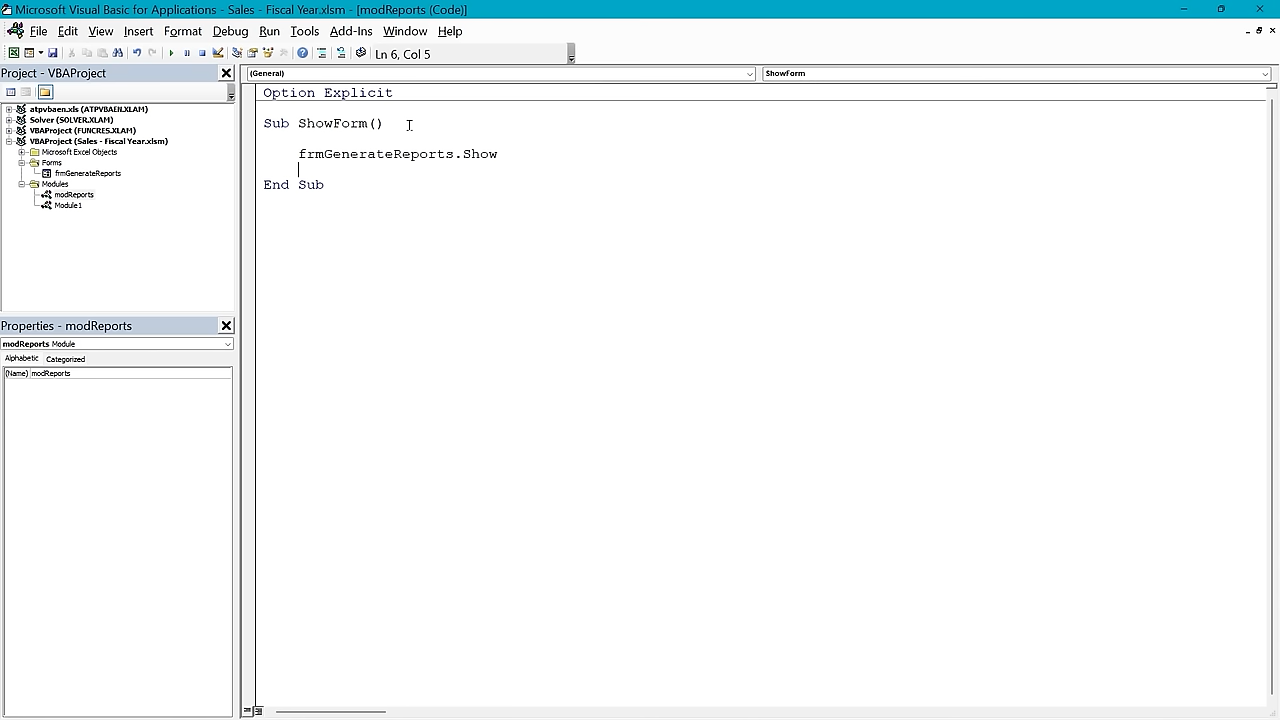 Microsoft Visual Basic for Applications - Sales - Fiscal Year.xlsm - [modReports (Code)]
File Edit View Insert Format Debug Run Tools Add-Ins Window Help
Ln 6, Col 5
Project - VBAProject
(General)
ShowForm
atpvbaen.xls (ATPVBAEN.XLAM)
Solver (SOLVER.XLAM)
VBAProject (FUNCRES.XLAM)
VBAProject (Sales - Fiscal Year.xlsm)
Microsoft Excel Objects
Forms
frmGenerateReports
Modules
modReports
Module1
Option Explicit
Sub ShowForm()
frmGenerateReports.Show
End Sub
Properties - modReports
modReports Module
Alphabetic Categorized
(Name) modReports